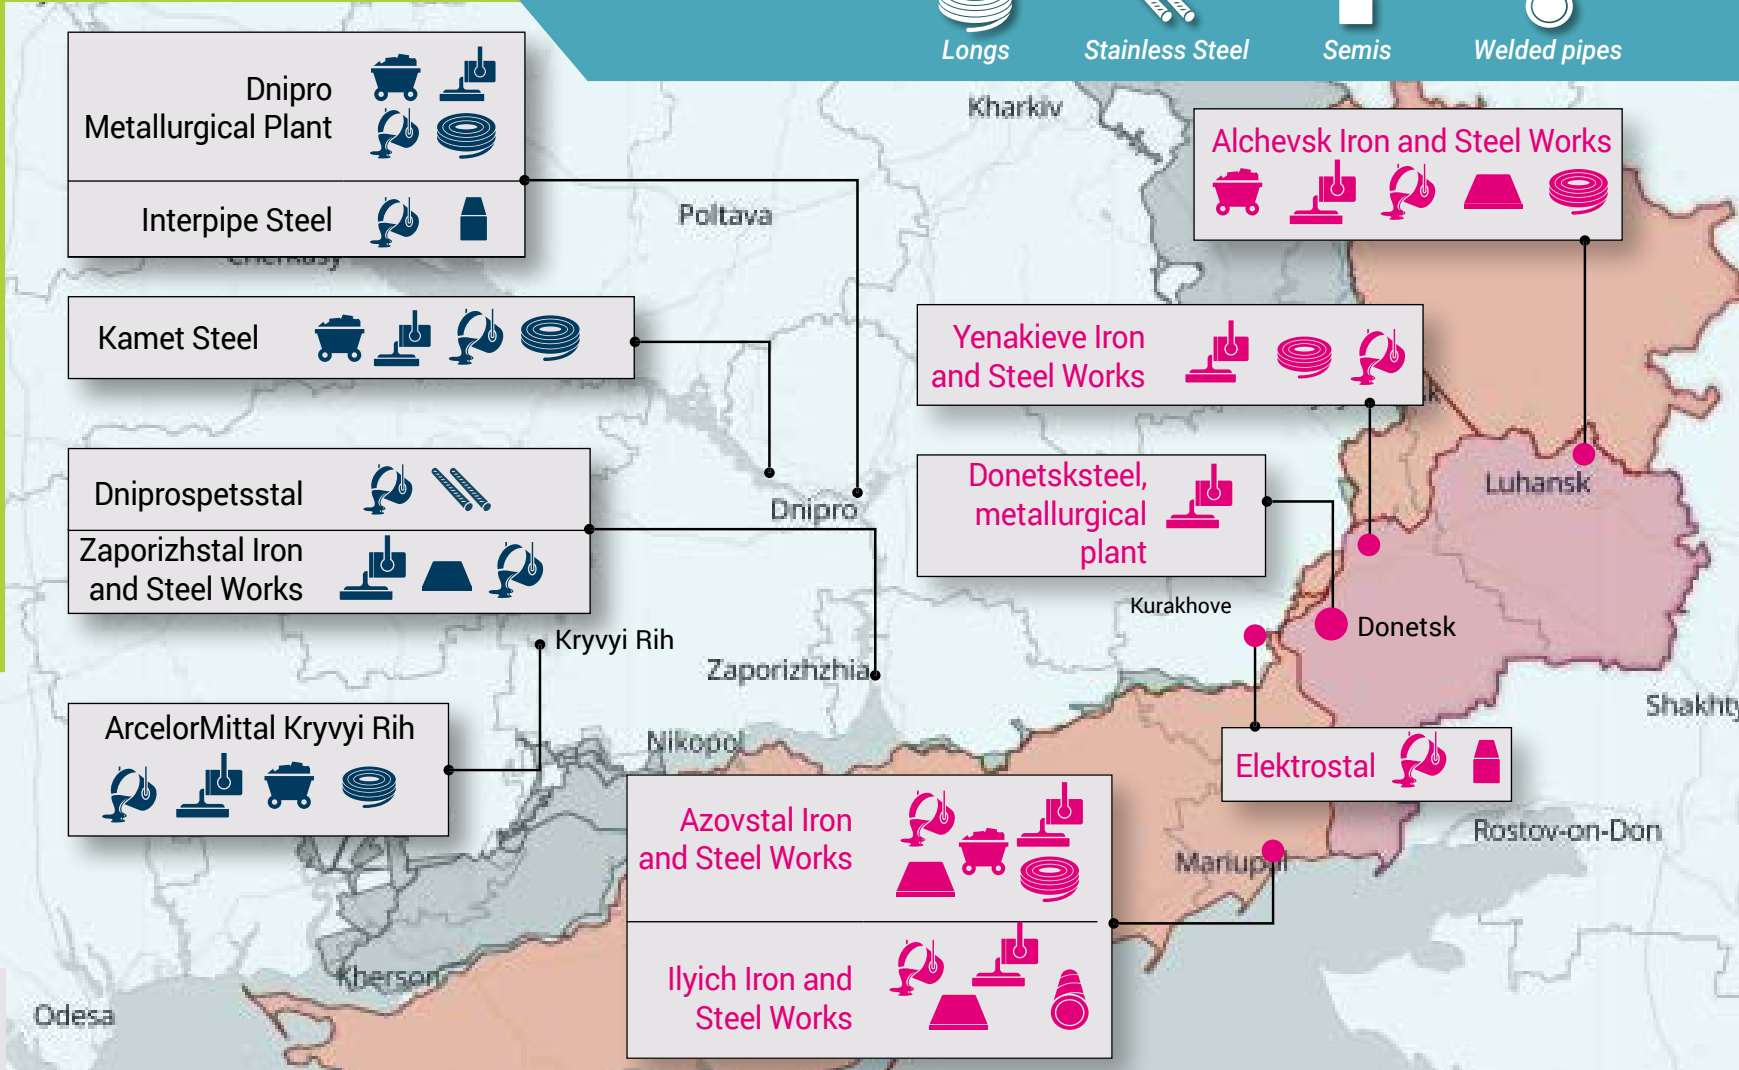 Longs
Stainless Steel
Semis
Welded pipes
Dnipro
Metallurgical Plant
Interpipe Steel
Cherkasy
Kharkiv
Poltava
Alchevsk Iron and Steel Works
Kamet Steel
Yenakieve Iron
and Steel Works
Dniprospetsstal
Zaporizhstal Iron
and Steel Works
Dnipro
Donetsksteel,
metallurgical
plant
Luhansk
Kurakhove
Donetsk
Kryvyi Rih
Zaporizhzhia
Shakhty
ArcelorMittal Kryvyi Rih
Nikopol
Elektrostal
Azovstal Iron
and Steel Works
Mariupol
Rostov-on-Don
Ilyich Iron and
Steel Works
Kherson
Odesa